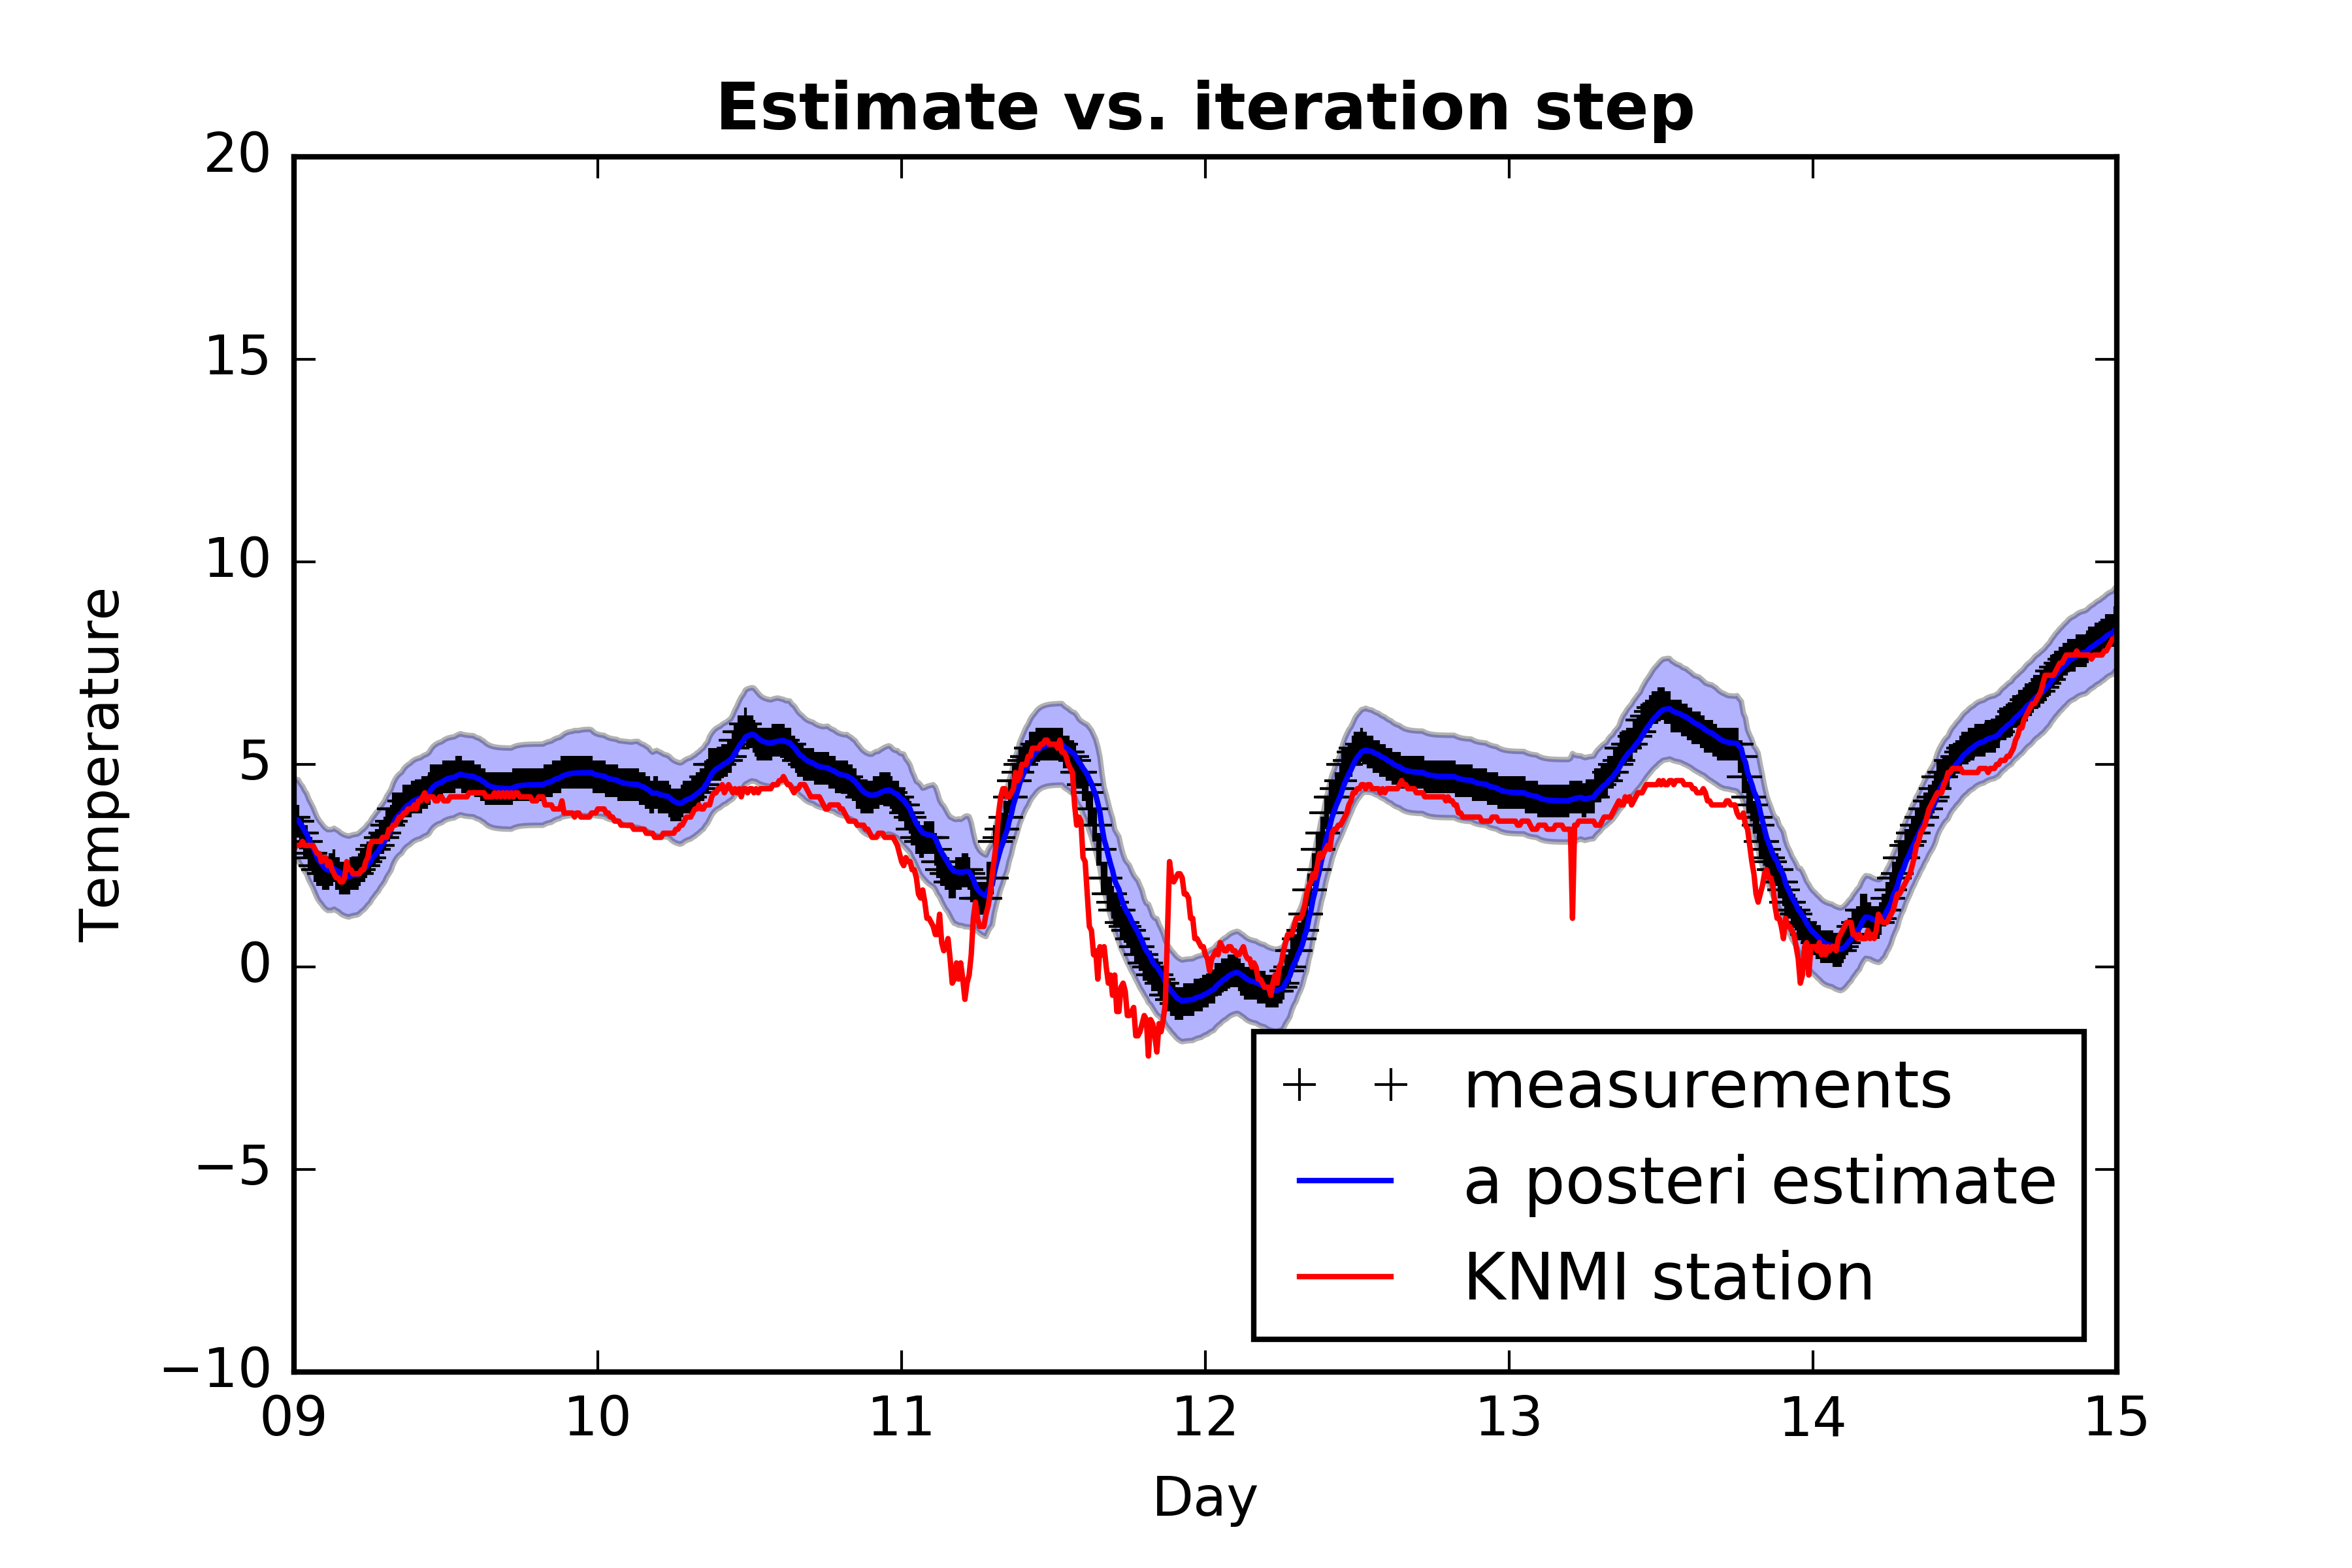 Estimate vs. iteration step
20
15
10
5
0
−5
−10
Temperature
09 10 11 12 13 14 15
Day
measurements
a posteri estimate
KNMI station